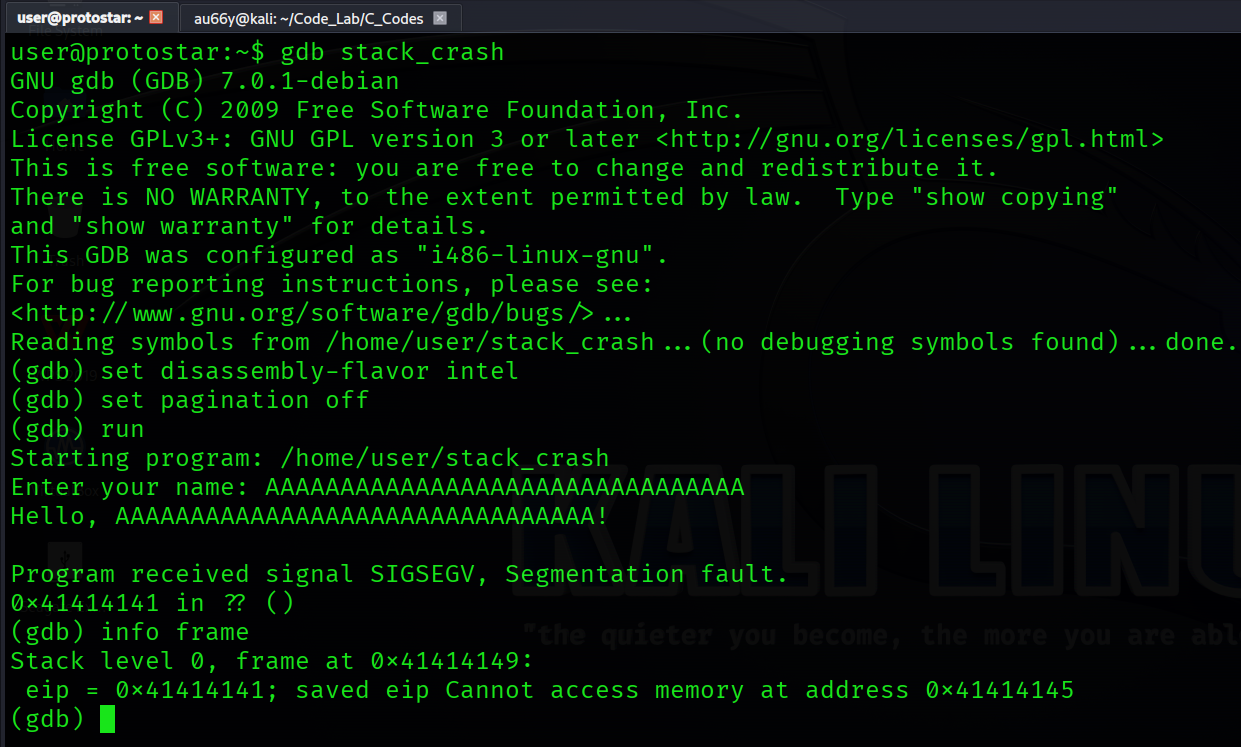 user@protostar: ~
au66y@kali: ~/Code_Lab/C_Codes
user@protostar:~$ gdb stack_crash
GNU gdb (GDB) 7.0.1-debian
Copyright (C) 2009 Free Software Foundation, Inc.
License GPLv3+: GNU GPL version 3 or later <http://gnu.org/licenses/gpl.html>
This is free software: you are free to change and redistribute it.
There is NO WARRANTY, to the extent permitted by law.  Type "show copying"
and "show warranty" for details.
This GDB was configured as "i486-linux-gnu".
For bug reporting instructions, please see:
<http://www.gnu.org/software/gdb/bugs/>...
Reading symbols from /home/user/stack_crash...(no debugging symbols found)...done.
(gdb) set disassembly-flavor intel
(gdb) set pagination off
(gdb) run
Starting program: /home/user/stack_crash
Enter your name: AAAAAAAAAAAAAAAAAAAAAAAAAAAAAAAA
Hello, AAAAAAAAAAAAAAAAAAAAAAAAAAAAAAAA!
KALI LINU
Program received signal SIGSEGV, Segmentation fault.
0x41414141 in ?? ()
(gdb) info frame
"the quieter you become, the more you are abl
Stack level 0, frame at 0x41414149:
 eip = 0x41414141; saved eip Cannot access memory at address 0x41414145
(gdb)